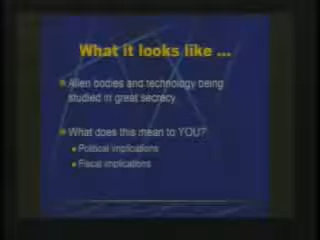 What it looks like ...
Alien bodies and technology being
studied in great secrecy
What does this mean to YOU?
Political implications
Fiscal implications